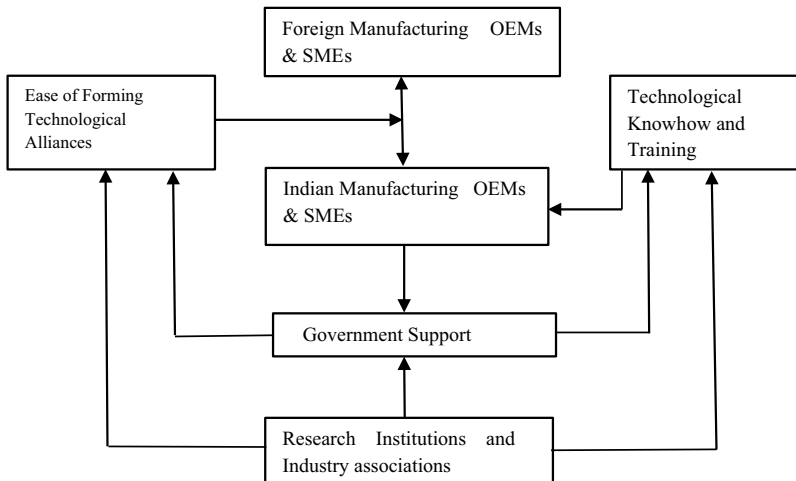 Foreign Manufacturing OEMs
& SMEs
Ease of Forming
Technological
Alliances
Technological
Knowhow and
Training
Indian Manufacturing OEMs
& SMEs
Government Support
Research Institutions and
Industry associations